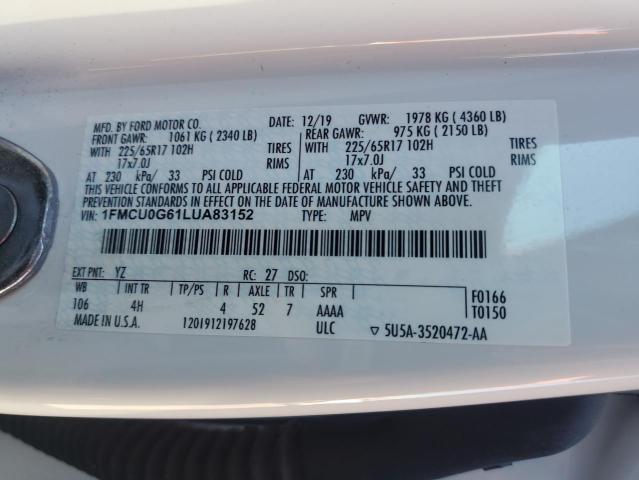 MFD. BY FORD MOTOR CO.
DATE: 12/19 GVWR: 1978 KG ( 4360 LB)
FRONT GAWR: 1061 KG ( 2340 LB)
REAR GAWR: 975 KG ( 2150 LB)
WITH 225/65R17 102H TIRES
WITH 225/65R17 102H TIRES
17x7.0J RIMS
17x7.0J RIMS
AT 230 kPa/ 33 PSI COLD
AT 230 kPa/ 33 PSI COLD
THIS VEHICLE CONFORMS TO ALL APPLICABLE FEDERAL MOTOR VEHICLE SAFETY AND THEFT
PREVENTION STANDARDS IN EFFECT ON THE DATE OF MANUFACTURE SHOWN ABOVE.
VIN: 1FMCU0G61LUA83152 TYPE: MPV
EXT PNT: YZ RC: 27 DSO:
WB INT TR TP/PS R AXLE TR SPR
106 4H 4 52 7 AAAA
F0166
T0150
MADE IN U.S.A. 120I912197628 ULC ▽ 5U5A-3520472-AA